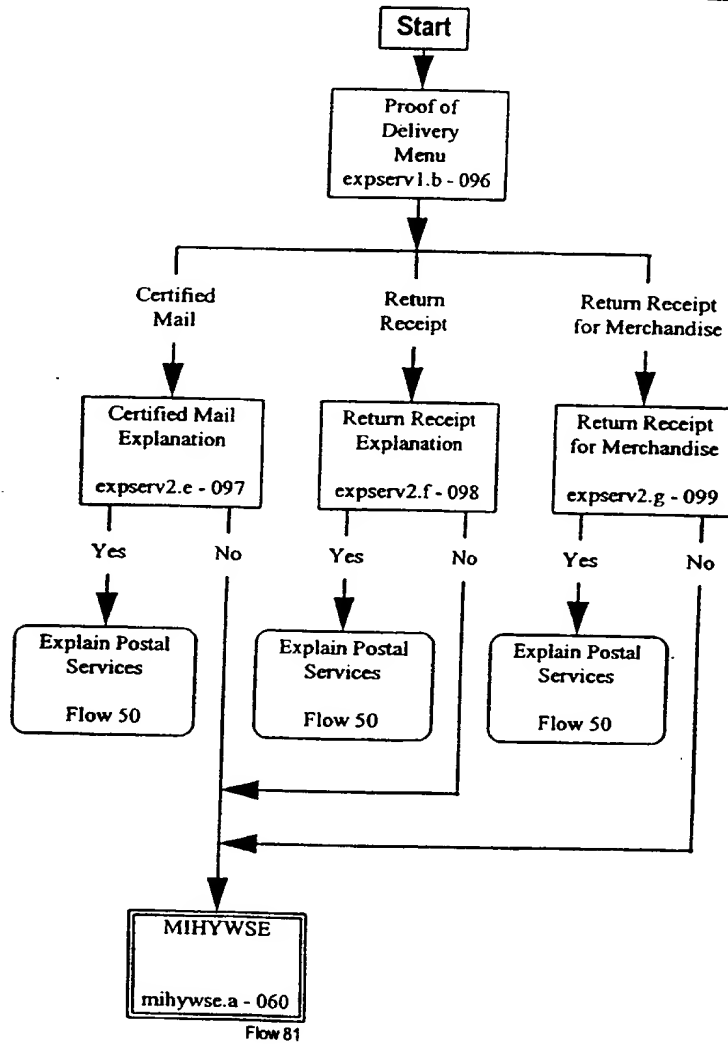 Start
Proof of
Delivery
Menu
expserv1.b - 096
Certified
Mail
Return
Receipt
Return Receipt
for Merchandise
Certified Mail
Explanation
expserv2.e - 097
Return Receipt
Explanation
expserv2.f - 098
Return Receipt
for Merchandise
expserv2.g - 099
Yes
No
Yes
No
Yes
No
Explain Postal
Services
Flow 50
Explain Postal
Services
Flow 50
Explain Postal
Services
Flow 50
MIHYWSE
mihywse.a - 060
Flow 81